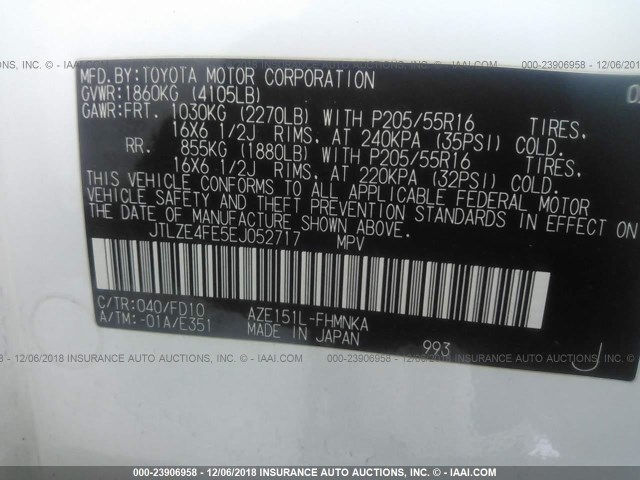 MFD.BY:TOYOTA MOTOR CORPORATION
GVWR:1860KG (4105LB)
GAWR:FRT. 1030KG (2270LB) WITH P205/55R16 TIRES,
16X6 1/2J RIMS, AT 240KPA (35PSI) COLD.
RR. 855KG (1880LB) WITH P205/55R16 TIRES,
16X6 1/2J RIMS, AT 220KPA (32PSI) COLD.
THIS VEHICLE CONFORMS TO ALL APPLICABLE FEDERAL MOTOR
VEHICLE SAFETY AND THEFT PREVENTION STANDARDS IN EFFECT ON
THE DATE OF MANUFACTURE SHOWN ABOVE.
JTLZE4FE5EJ052717 MPV
C/TR:040/FD10 AZE151L-FHMNKA
A/TM:-01A/E351 MADE IN JAPAN 993 J
000-23906958 - 12/06/2018 INSURANCE AUTO AUCTIONS, INC. - © - IAAI.COM